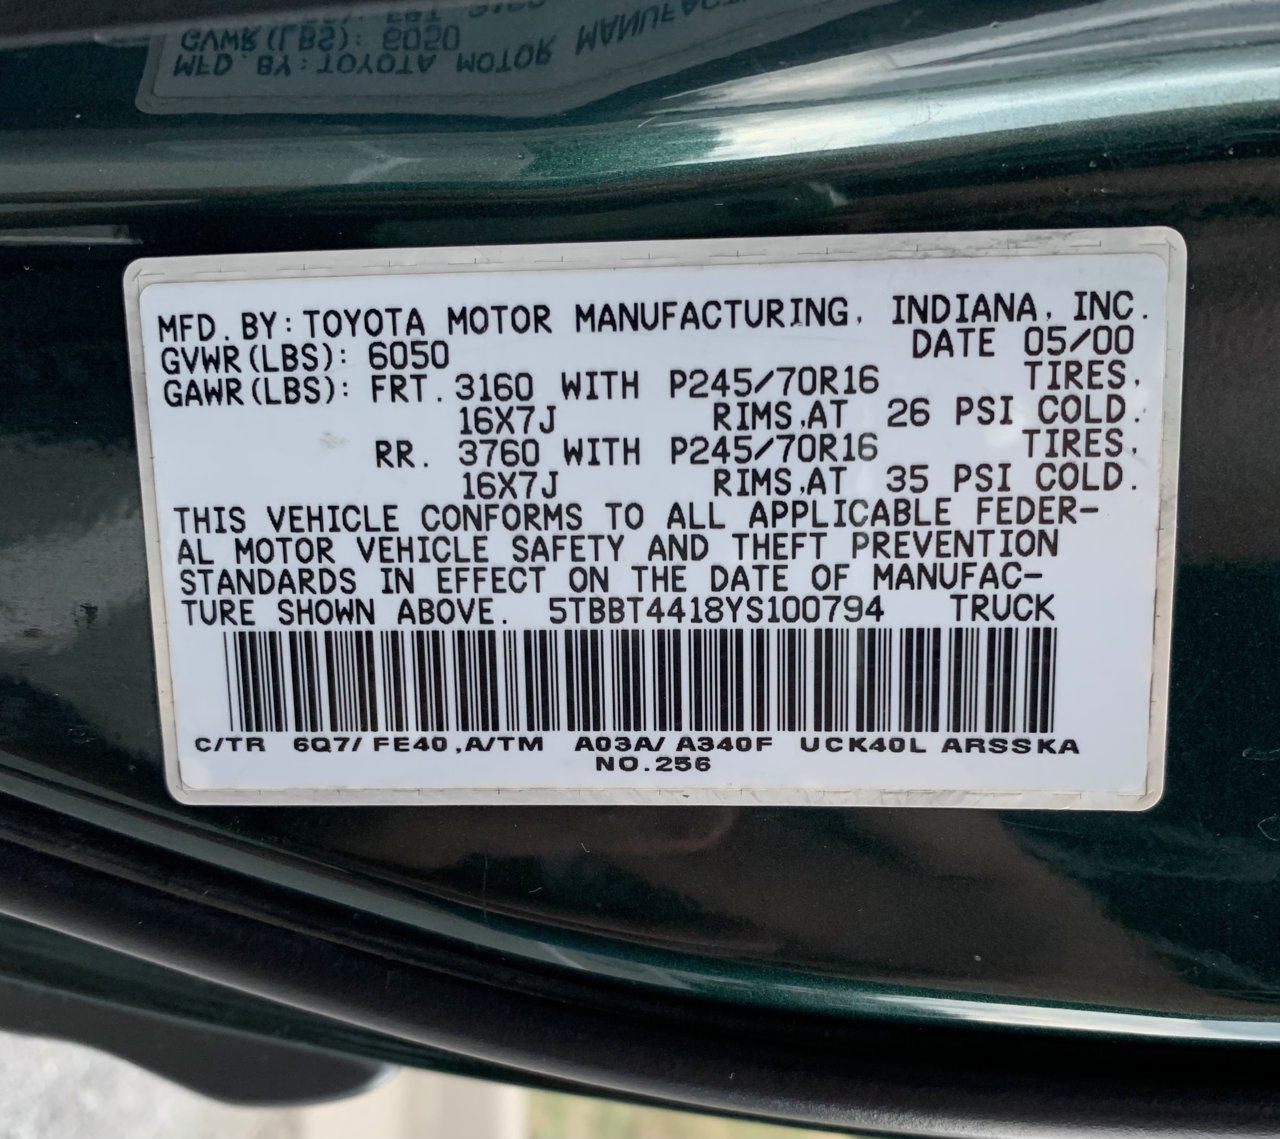 MFD. BY: TOYOTA MOTOR MANUFACTURING, INDIANA, INC.
GVWR(LBS): 6050 DATE 05/00
GAWR(LBS): FRT. 3160 WITH P245/70R16 TIRES,
16X7J RIMS,AT 26 PSI COLD.
RR. 3760 WITH P245/70R16 TIRES,
16X7J RIMS,AT 35 PSI COLD.
THIS VEHICLE CONFORMS TO ALL APPLICABLE FEDER-
AL MOTOR VEHICLE SAFETY AND THEFT PREVENTION
STANDARDS IN EFFECT ON THE DATE OF MANUFAC-
TURE SHOWN ABOVE. 5TBBT4418YS100794 TRUCK
C/TR 6Q7/ FE40 ,A/TM A03A/ A340F UCK40L ARSSKA
NO.256